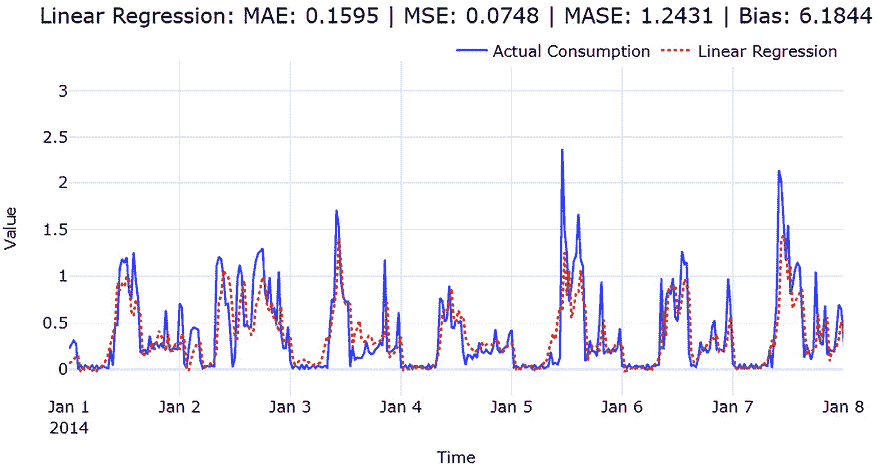 Linear Regression: MAE: 0.1595 | MSE: 0.0748 | MASE: 1.2431 | Bias: 6.1844
Actual Consumption Linear Regression
3
2.5
2
1.5
1
0.5
0
Value
Jan 1 Jan 2 Jan 3 Jan 4 Jan 5 Jan 6 Jan 7 Jan 8
2014
Time